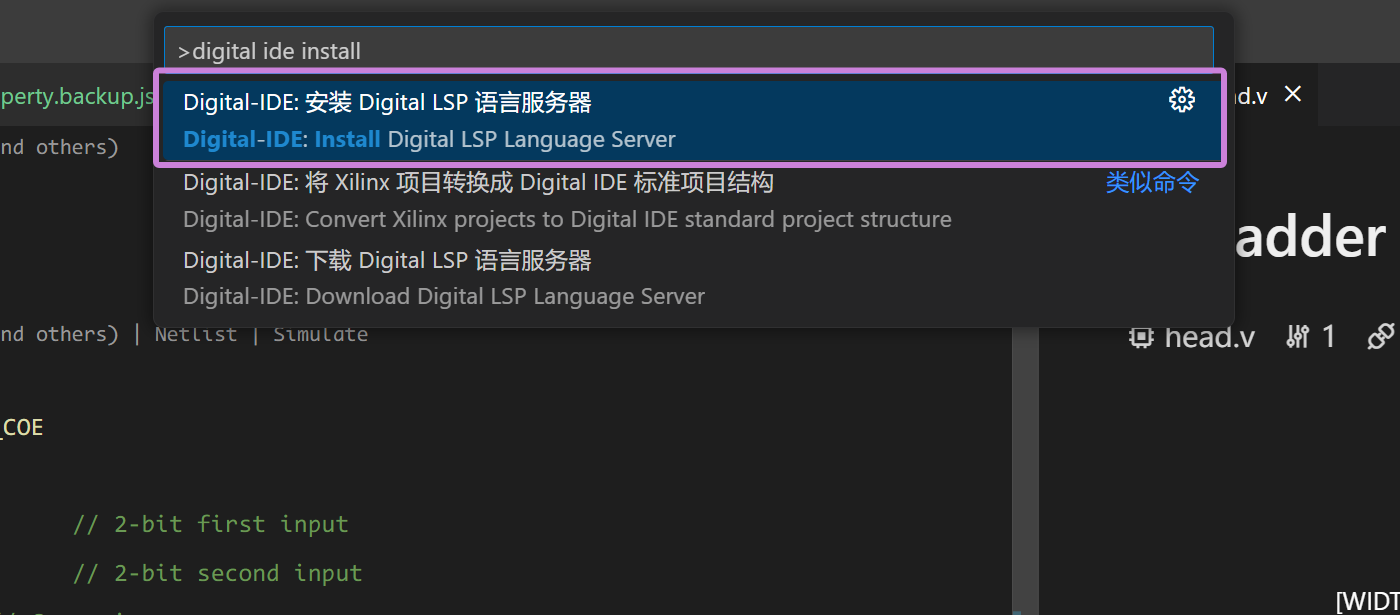 >digital ide install
perty.backup.js
Digital-IDE: 安装 Digital LSP 语言服务器
d.v
nd others)
Digital-IDE: Install Digital LSP Language Server
Digital-IDE: 将 Xilinx 项目转换成 Digital IDE 标准项目结构
类似命令
Digital-IDE: Convert Xilinx projects to Digital IDE standard project structure
adder
Digital-IDE: 下载 Digital LSP 语言服务器
Digital-IDE: Download Digital LSP Language Server
nd others) | Netlist | Simulate
head.v 1
_COE
// 2-bit first input
// 2-bit second input
[WIDT